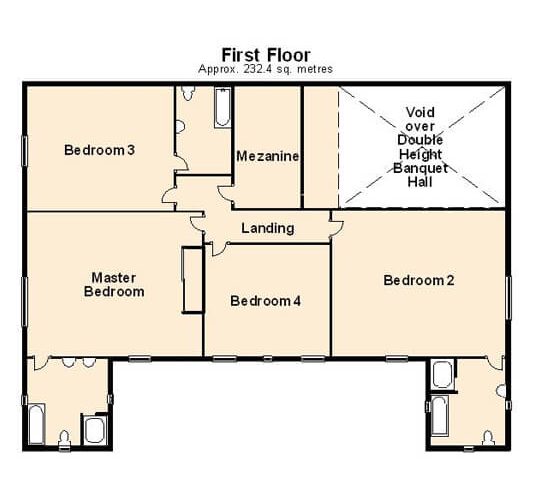 First Floor
Approx. 232.4 sq. metres
Void
over
Double
Height
Banquet
Hall
Bedroom 3
Mezanine
Landing
Master
Bedroom
Bedroom 2
Bedroom 4